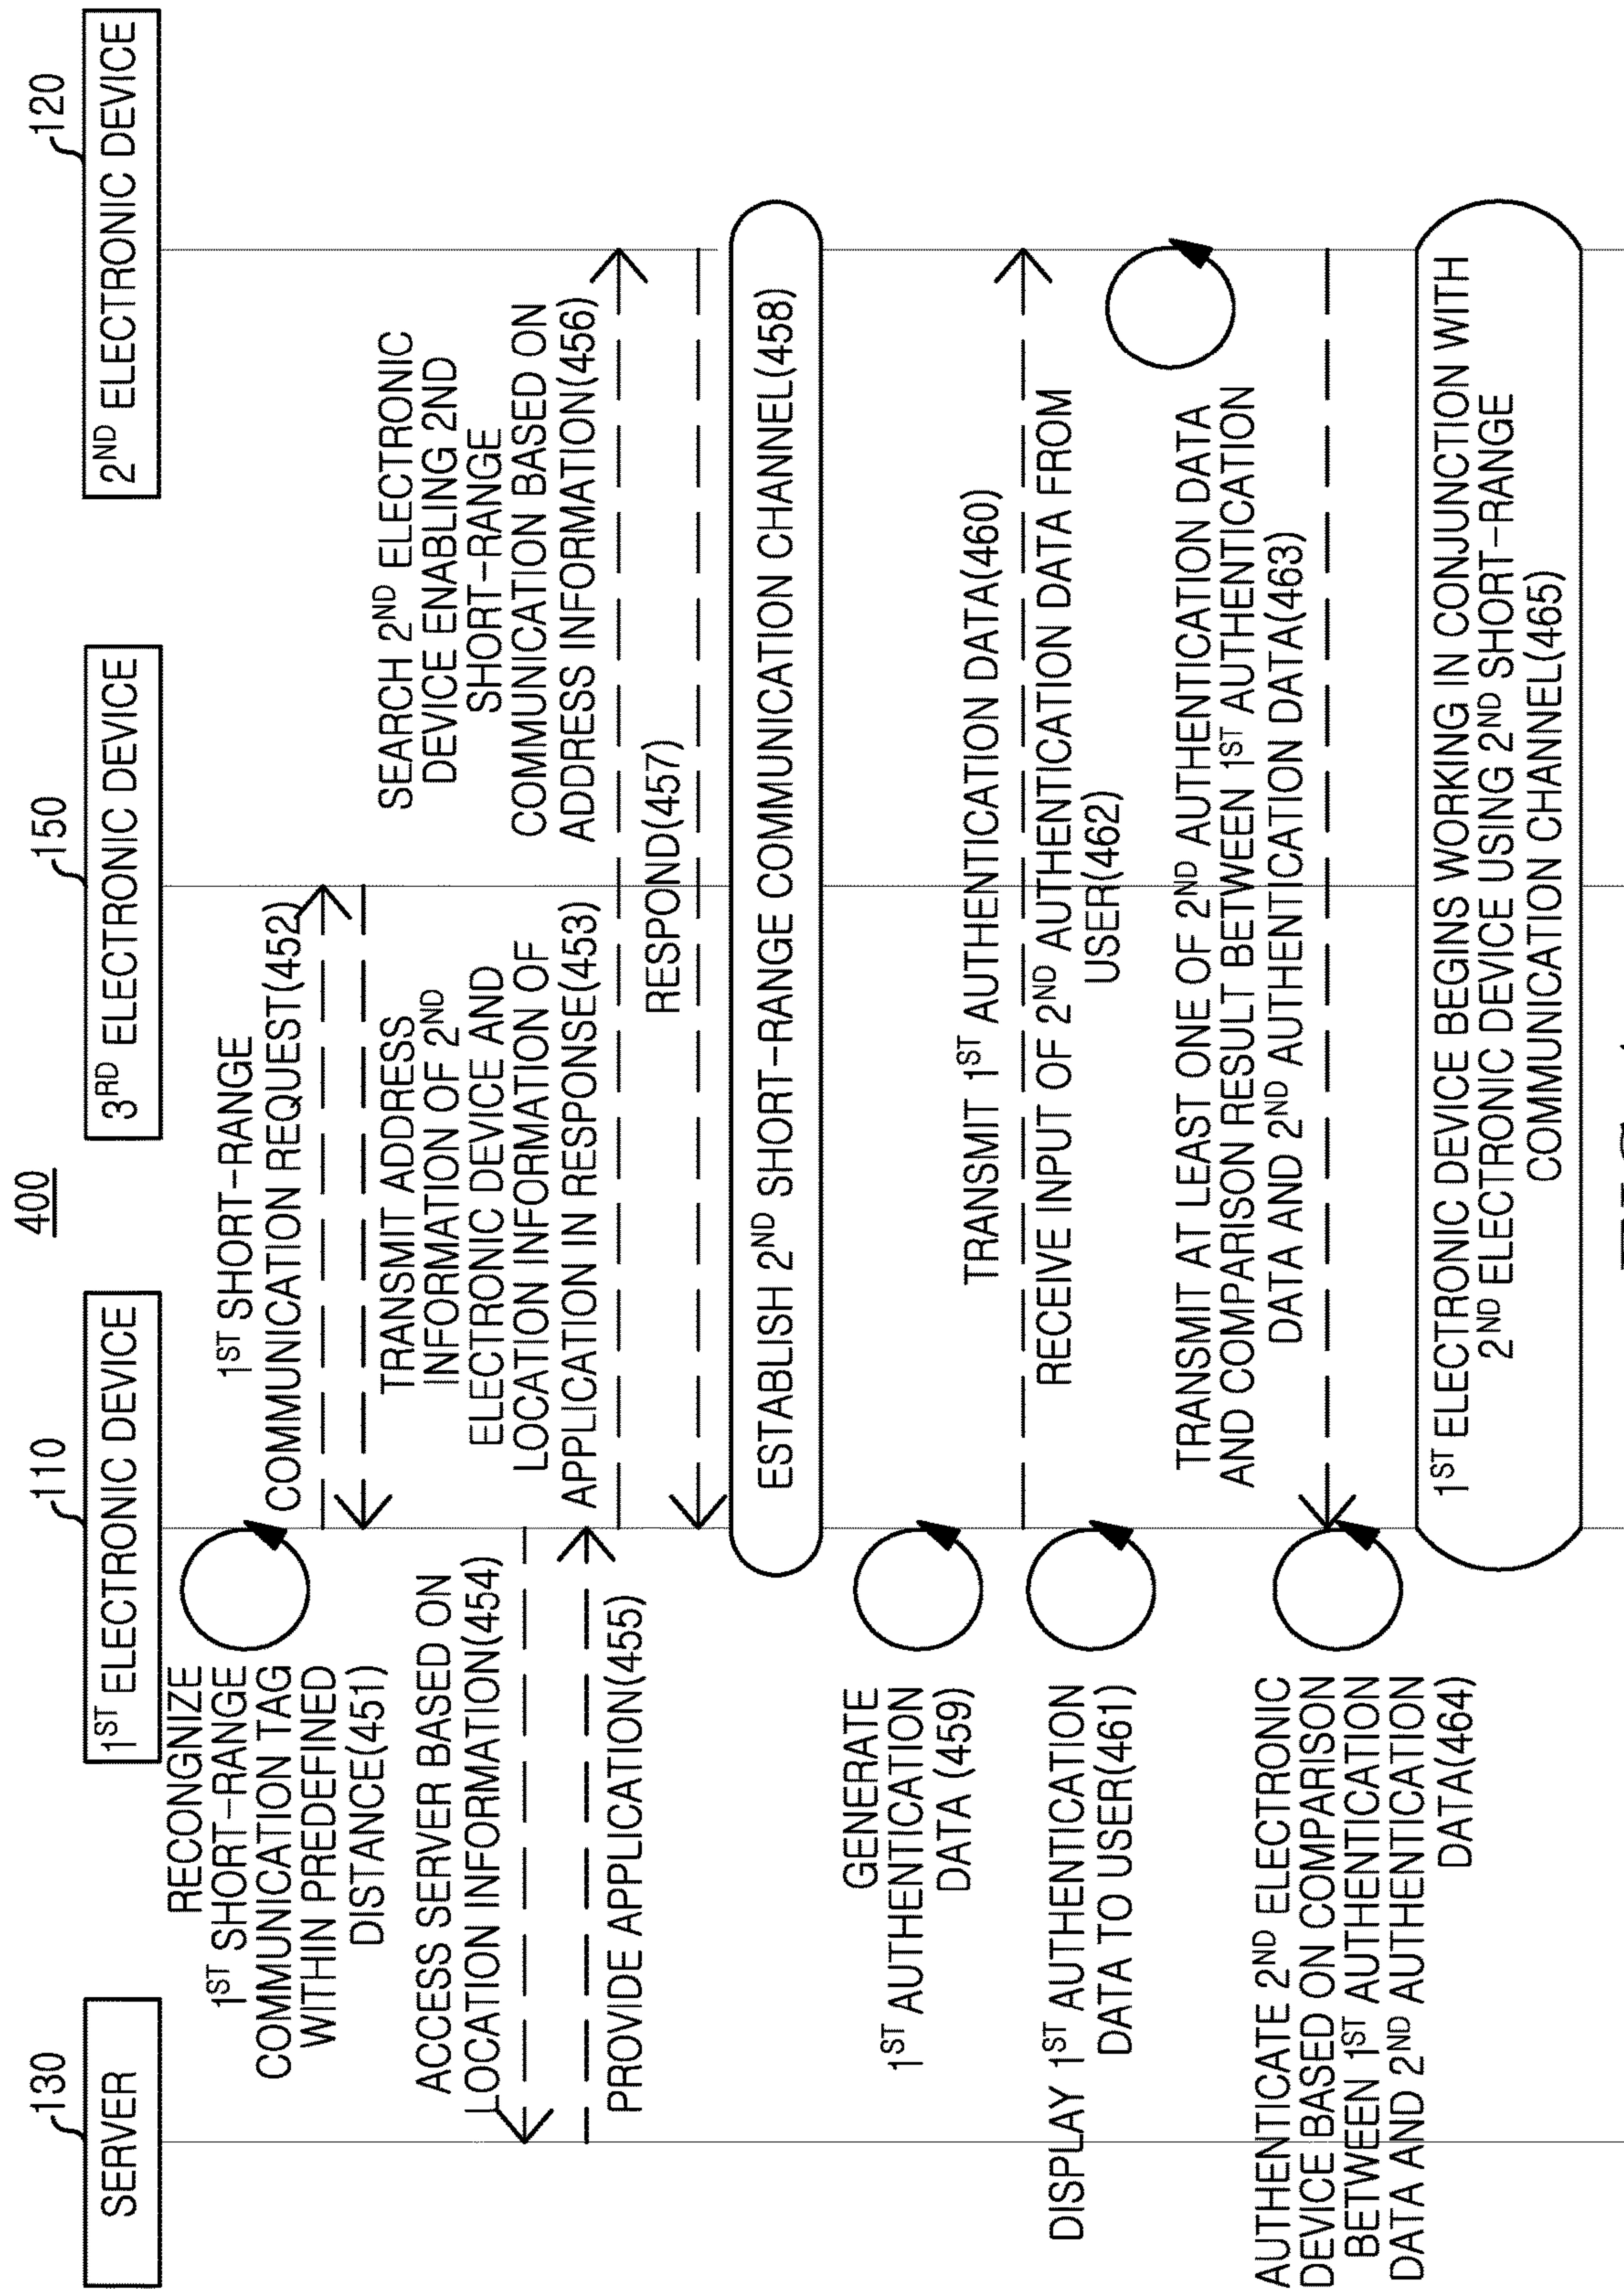 400
130
110
150
120
SERVER
1ST ELECTRONIC DEVICE
3RD ELECTRONIC DEVICE
2ND ELECTRONIC DEVICE
RECONGNIZE
1ST SHORT-RANGE
COMMUNICATION TAG
WITHIN PREDEFINED
DISTANCE(451)
1ST SHORT-RANGE
COMMUNICATION REQUEST(452)
TRANSMIT ADDRESS
INFORMATION OF 2ND
ELECTRONIC DEVICE AND
LOCATION INFORMATION OF
APPLICATION IN RESPONSE(453)
ACCESS SERVER BASED ON
LOCATION INFORMATION(454)
PROVIDE APPLICATION(455)
SEARCH 2ND ELECTRONIC
DEVICE ENABLING 2ND
SHORT-RANGE
COMMUNICATION BASED ON
ADDRESS INFORMATION(456)
RESPOND(457)
ESTABLISH 2ND SHORT-RANGE COMMUNICATION CHANNEL(458)
GENERATE
1ST AUTHENTICATION
DATA (459)
TRANSMIT 1ST AUTHENTICATION DATA(460)
DISPLAY 1ST AUTHENTICATION
DATA TO USER(461)
RECEIVE INPUT OF 2ND AUTHENTICATION DATA FROM
USER(462)
TRANSMIT AT LEAST ONE OF 2ND AUTHENTICATION DATA
AND COMPARISON RESULT BETWEEN 1ST AUTHENTICATION
DATA AND 2ND AUTHENTICATION DATA(463)
AUTHENTICATE 2ND ELECTRONIC
DEVICE BASED ON COMPARISON
BETWEEN 1ST AUTHENTICATION
DATA AND 2ND AUTHENTICATION
DATA(464)
1ST ELECTRONIC DEVICE BEGINS WORKING IN CONJUNCTION WITH
2ND ELECTRONIC DEVICE USING 2ND SHORT-RANGE
COMMUNICATION CHANNEL(465)